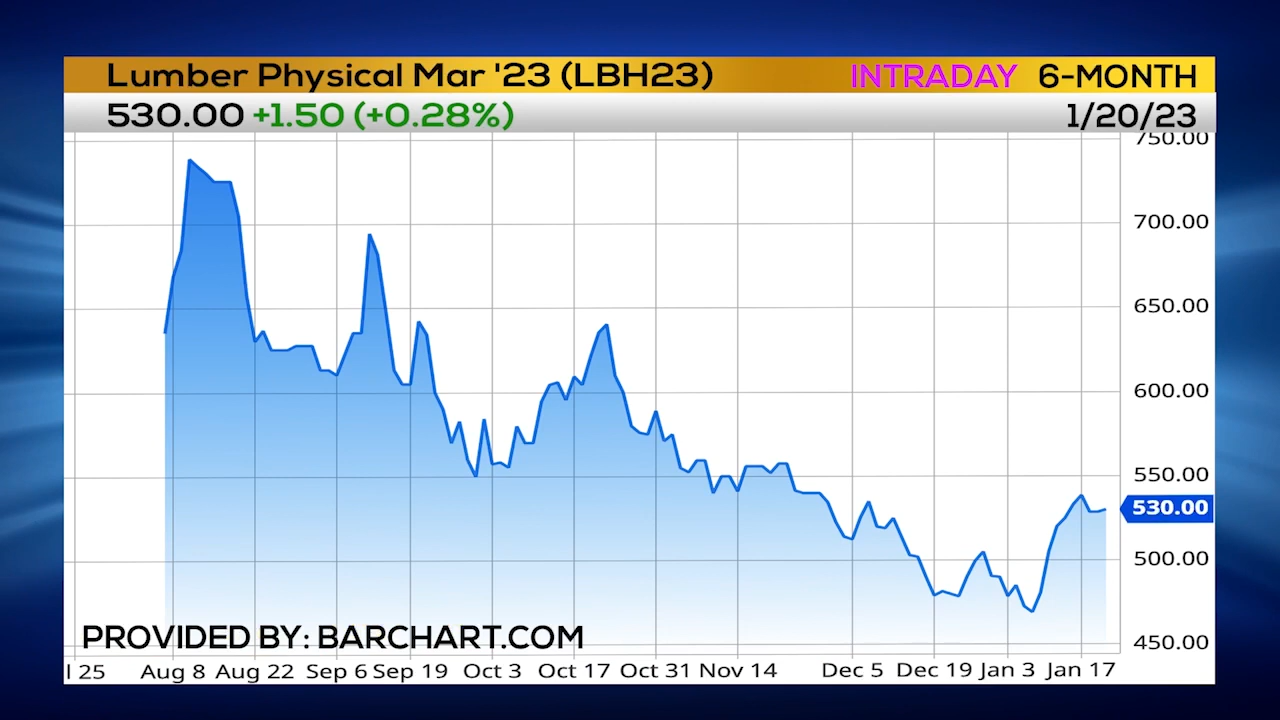 Lumber Physical Mar '23 (LBH23) INTRADAY 6-MONTH
530.00 +1.50 (+0.28%) 1/20/23
750.00
700.00
650.00
600.00
550.00
530.00
500.00
450.00
PROVIDED BY: BARCHART.COM
l 25 Aug 8 Aug 22 Sep 6 Sep 19 Oct 3 Oct 17 Oct 31 Nov 14 Dec 5 Dec 19 Jan 3 Jan 17